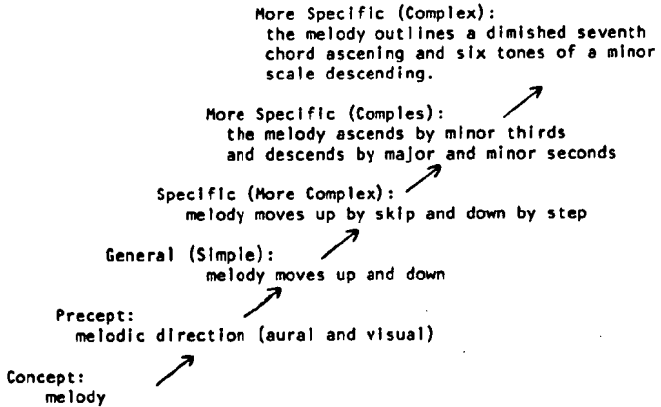 More Specific (Complex):
the melody outlines a dimished seventh
chord ascening and six tones of a minor
scale descending.
More Specific (Comples):
the melody ascends by minor thirds
and descends by major and minor seconds
Specific (More Complex):
melody moves up by skip and down by step
General (Simple):
melody moves up and down
Precept:
melodic direction (aural and visual)
Concept:
melody